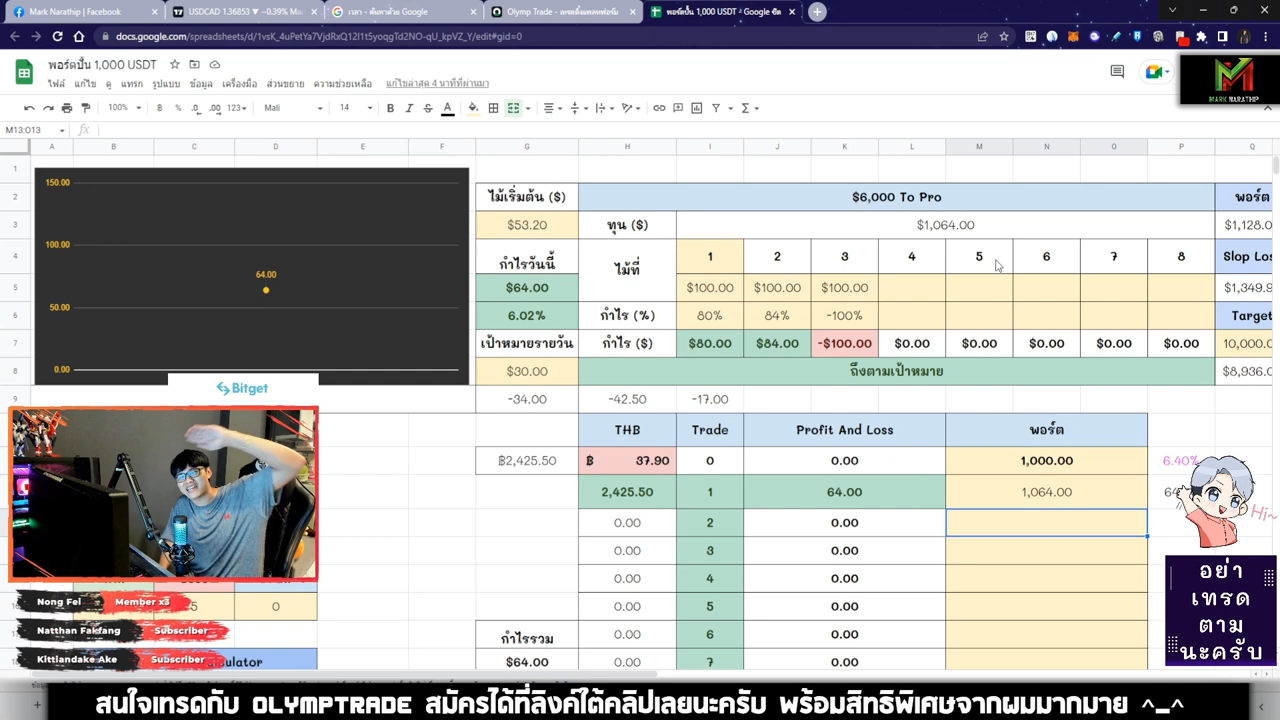 Mark Narathip | Facebook
USDCAD 1.36853 ▼ −0.39% Mar
เวลา - ค้นหาด้วย Google
พอร์ตปั้น 1,000 USDT - Google ชีต
docs.google.com/spreadsheets/d/1vsK_4uPetYa7VjdRxQ12I1t5yoqgTd2NO-qU_kpVZ_Y/edit#gid=0
พอร์ตปั้น 1,000 USDT
ไฟล์ แก้ไข ดู แทรก รูปแบบ ข้อมูล เครื่องมือ ส่วนขยาย ความช่วยเหลือ แก้ไขล่าสุด 4 นาทีที่ผ่านมา
100% B % .0 .00 123 Mali 14 B I S A
MARK NARATHIP
M13:O13 fx
A B C D E F G H I J K L M N O P Q
1
150.00
2 ไม้เริ่มต้น ($) $6,000 To Pro พอร์ต
3 $53.20 ทุน ($) $1,064.00 $1,128.0
100.00
4 กำไรวันนี้ ไม้ที่ 1 2 3 4 5 6 7 8 Slop Los
64.00
5 $64.00 $100.00 $100.00 $100.00 $1,349.9
50.00
6 6.02% กำไร (%) 80% 84% -100% Target
7 เป้าหมายรายวัน กำไร ($) $80.00 $84.00 -$100.00 $0.00 $0.00 $0.00 $0.00 $0.00 10,000.0
0.00
8 $30.00 ถึงตามเป้าหมาย $8,936.0
Bitget
9 -34.00 -42.50 -17.00
THB Trade Profit And Loss พอร์ต
฿2,425.50 ฿ 37.90 0 0.00 1,000.00 6.40%
2,425.50 1 64.00 1,064.00
Hi~
0.00 2 0.00
0.00 3 0.00
0.00 4 0.00
0.00 5 0.00
กำไรรวม 0.00 6 0.00
$64.00 0.00 7 0.00
Nong Fei Member x3
5 0
Natthan Fakfang Subscriber
Kittiandake Ake Subscriber
อย่า
เทรด
ตาม
นะครับ
สนใจเทรดกับ OLYMPTRADE สมัครได้ที่ลิงค์ใต้คลิปเลยนะครับ พร้อมสิทธิพิเศษจากผมมากมาย ^_^